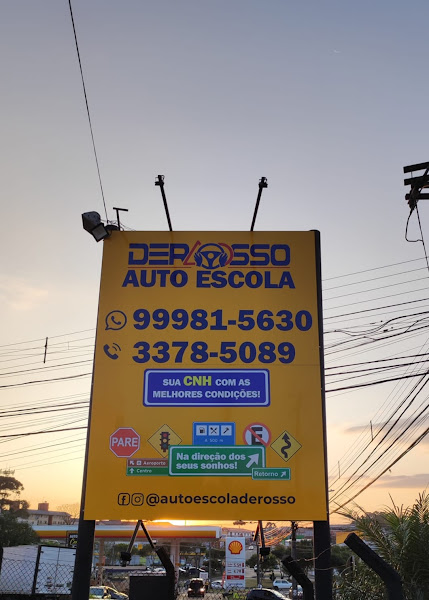 DEROSSO
AUTO ESCOLA
99981-5630
3378-5089
SUA CNH COM AS
MELHORES CONDIÇÕES!
PARE
A 500 m
E
Aeroporto
Centro
Na direção dos
seus sonhos!
Retorno
@autoescoladerosso